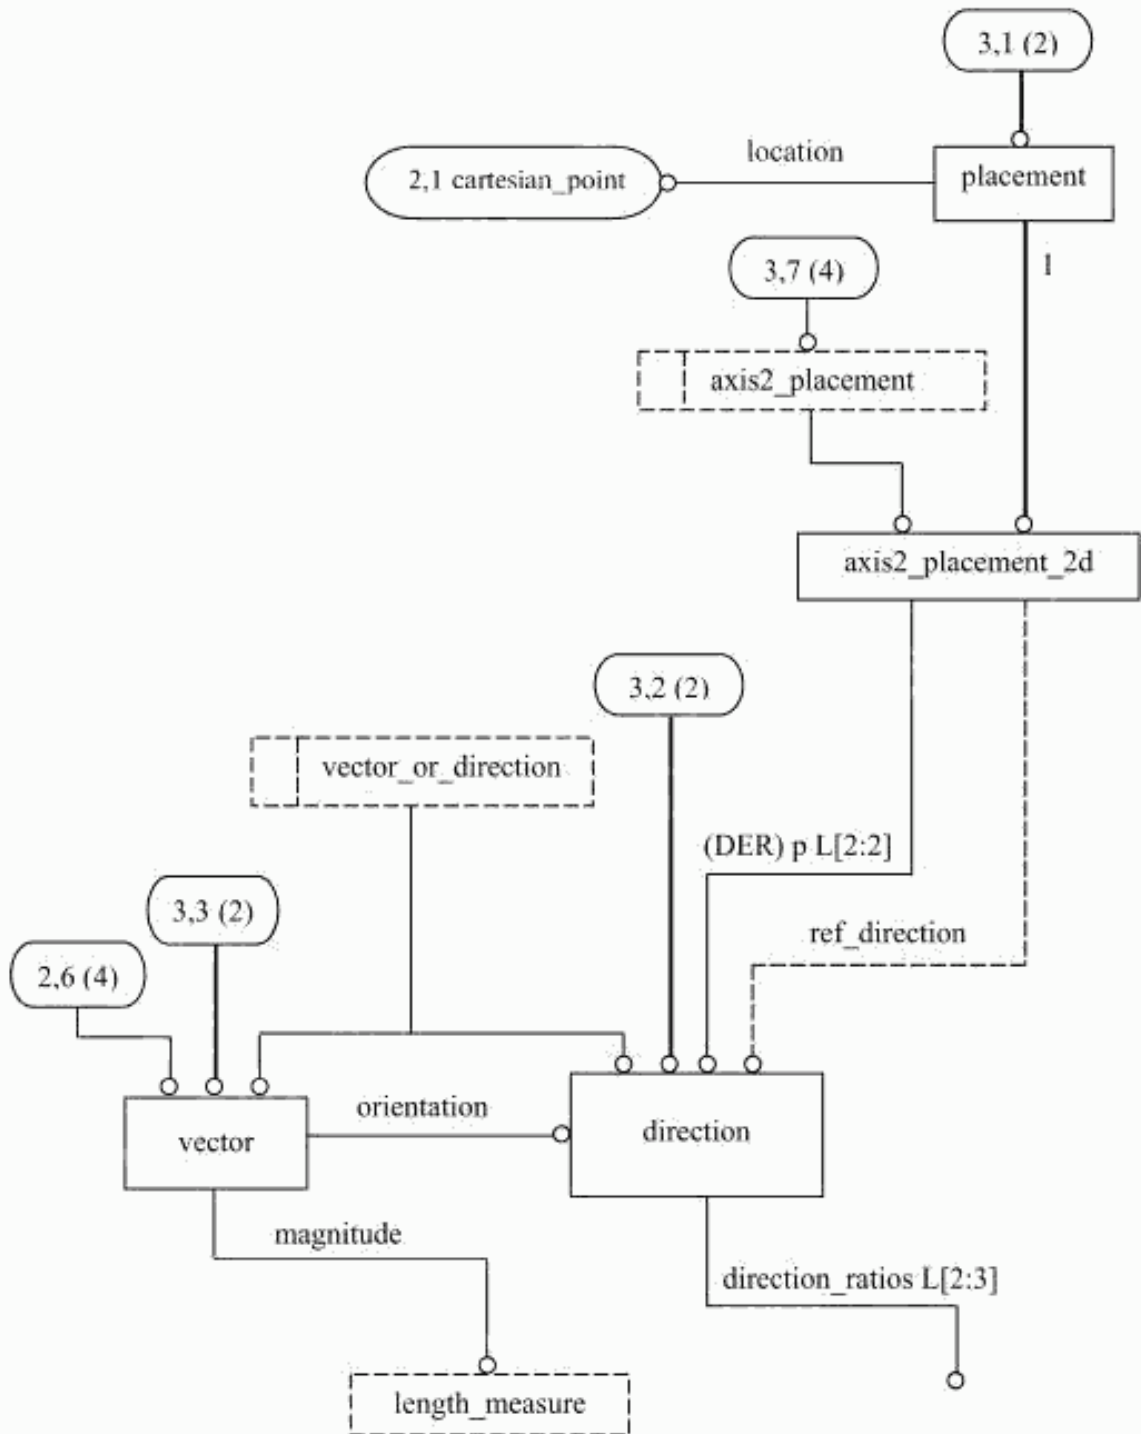 3,1 (2)
location
placement
2,1 cartesian_point
3,7 (4)
1
axis2_placement
axis2_placement_2d
3,2 (2)
vector_or_direction
(DER) p L[2:2]
3,3 (2)
ref_direction
2,6 (4)
orientation
direction
vector
magnitude
direction_ratios L[2:3]
length_measure